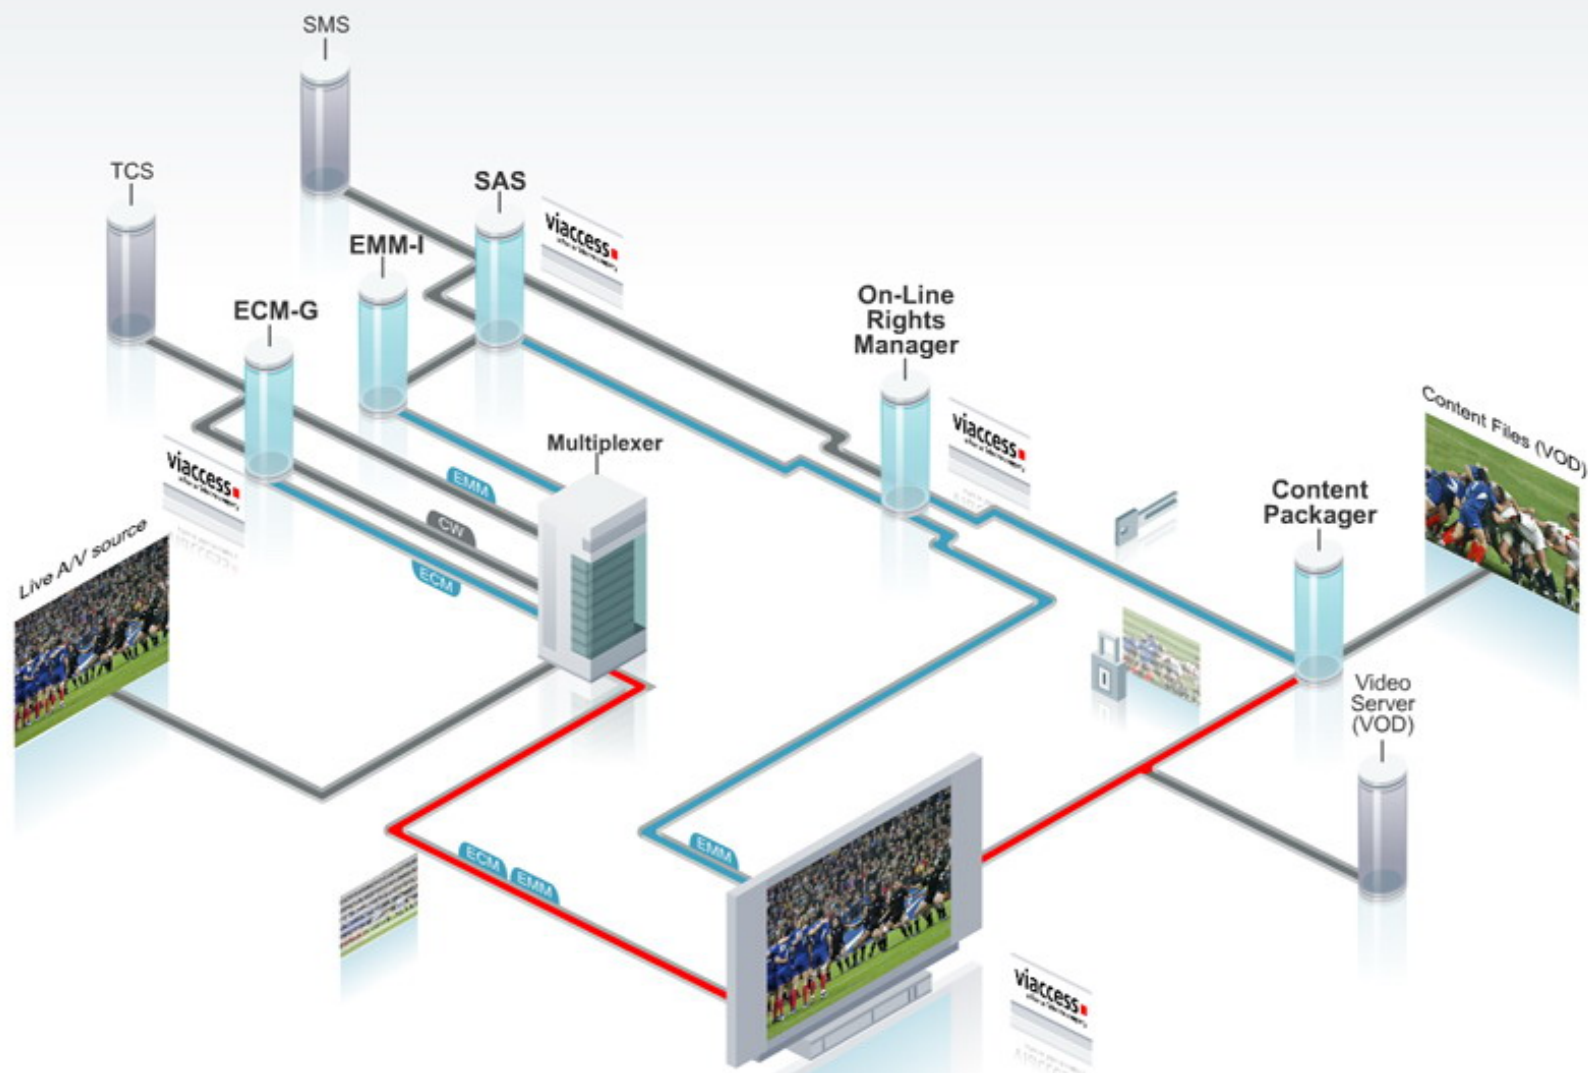 SMS
TCS
SAS
viaccess
EMM-I
ECM-G
On-Line
Rights
Manager
viaccess
Content Files (VOD)
Multiplexer
EMM
viaccess
CW
Content
Packager
Live A/V source
ECM
Video
Server
(VOD)
EMM
ECM
EMM
viaccess